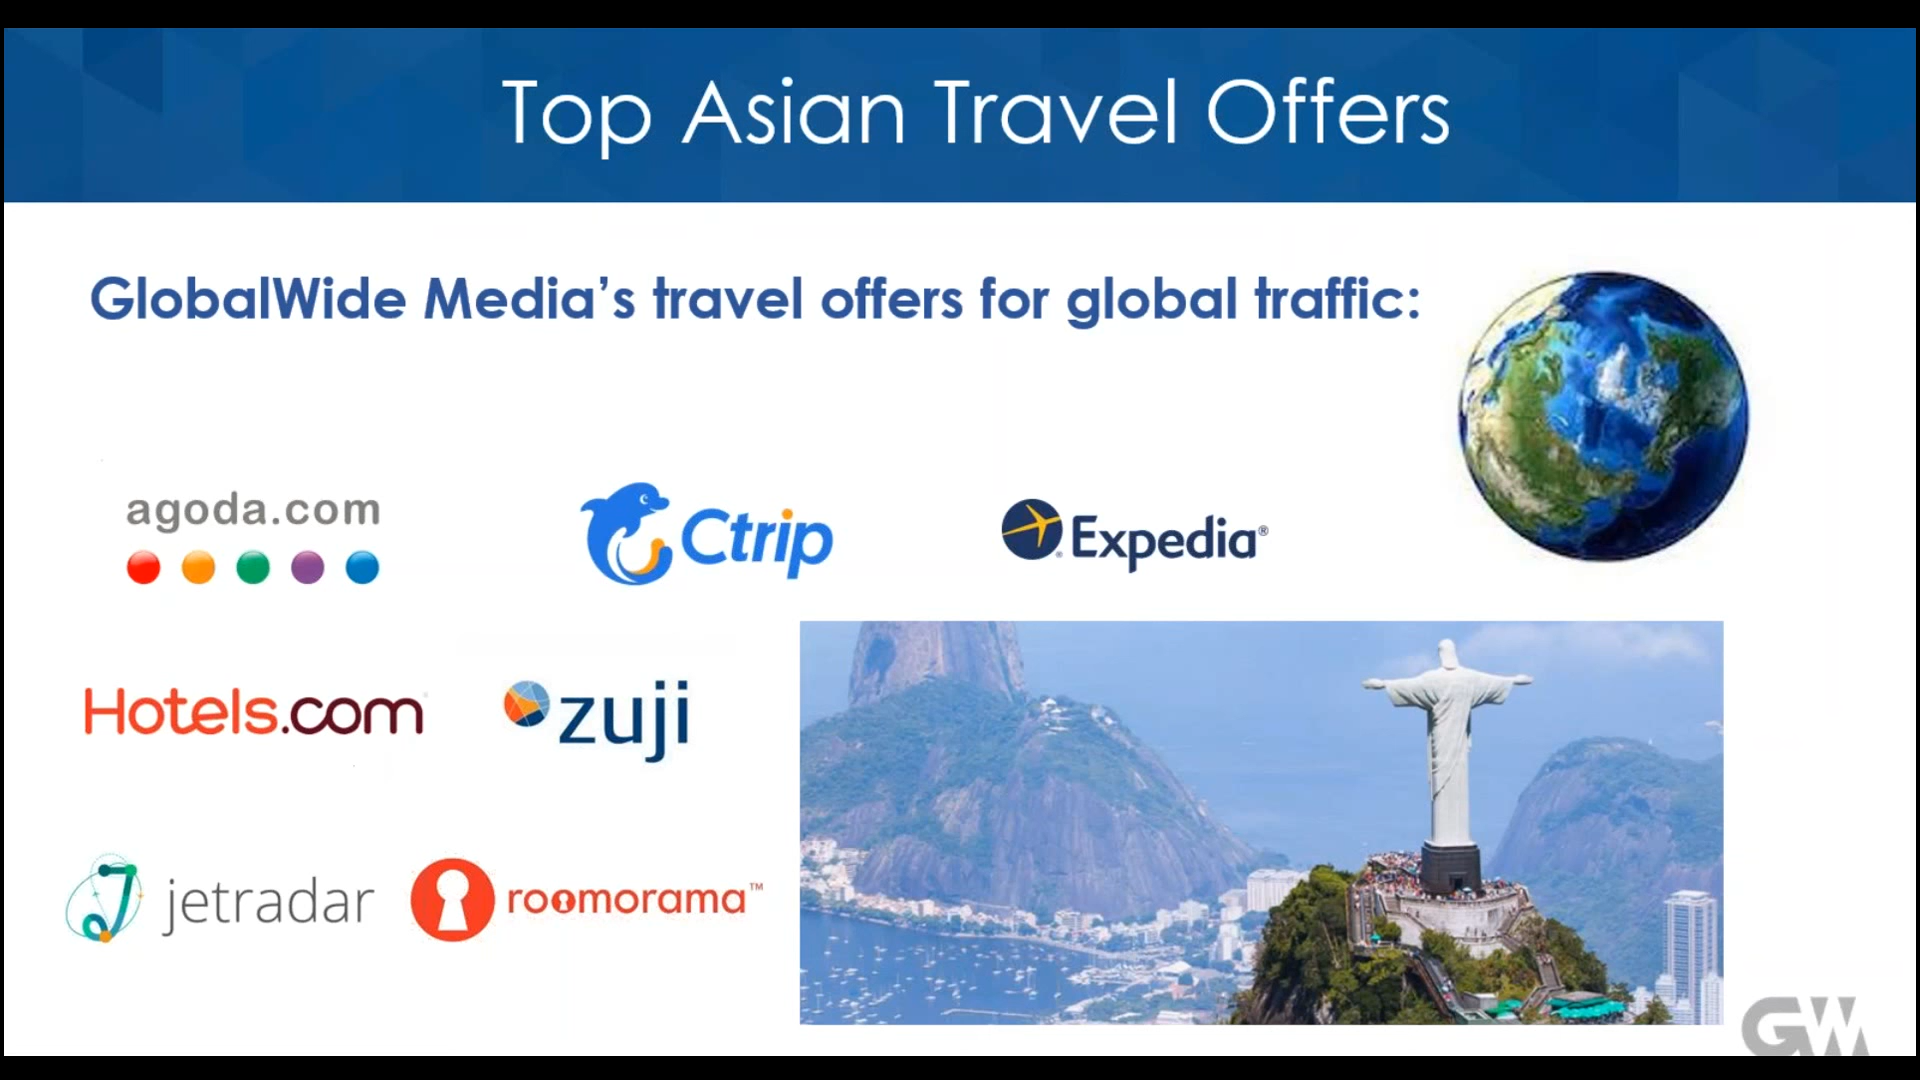 Top Asian Travel Offers
GlobalWide Media's travel offers for global traffic:
agoda.com
Ctrip
Expedia®
Hotels.com
zuji
jetradar
roomorama™
GWM